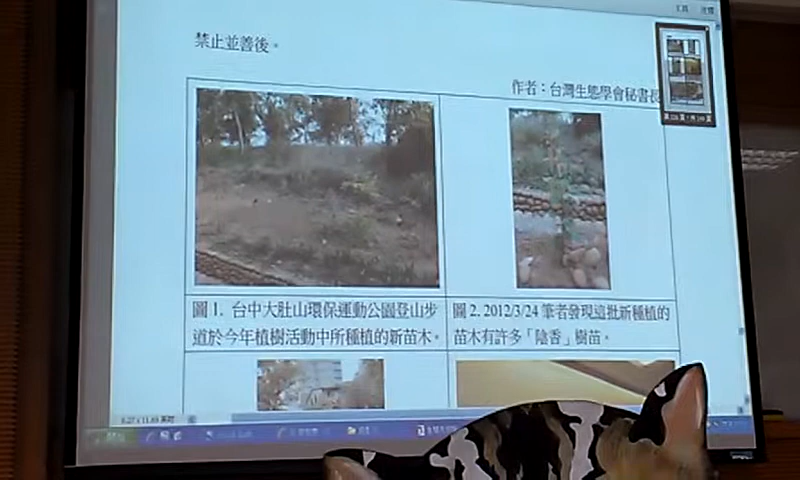 禁止並善後。
作者：台灣生態學會秘書長
圖 1. 台中大肚山環保運動公園登山步
道於今年植樹活動中所種植的新苗木。
圖 2. 2012/3/24 筆者發現這批新種植的
苗木有許多「陰香」樹苗。